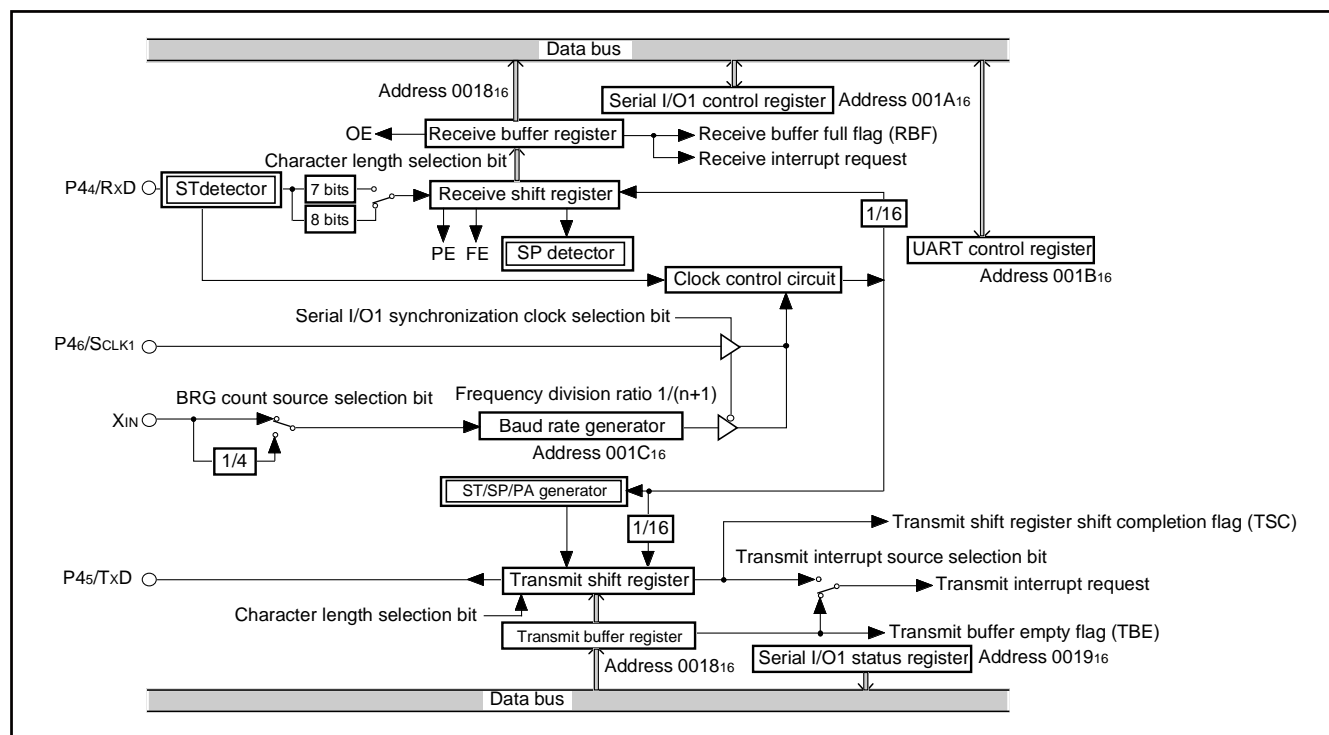 Data bus
Address 0018₁₆
Serial I/O1 control register
Address 001A₁₆
OE
Receive buffer register
Receive buffer full flag (RBF)
Receive interrupt request
Character length selection bit
P4₄/RxD
STdetector
7 bits
8 bits
Receive shift register
1/16
PE
FE
SP detector
UART control register
Address 001B₁₆
Clock control circuit
Serial I/O1 synchronization clock selection bit
P4₆/SCLK1
BRG count source selection bit
Frequency division ratio 1/(n+1)
XIN
Baud rate generator
1/4
Address 001C₁₆
ST/SP/PA generator
1/16
Transmit shift register shift completion flag (TSC)
Transmit interrupt source selection bit
P4₅/TxD
Transmit shift register
Transmit interrupt request
Character length selection bit
Transmit buffer register
Transmit buffer empty flag (TBE)
Address 0018₁₆
Serial I/O1 status register
Address 0019₁₆
Data bus